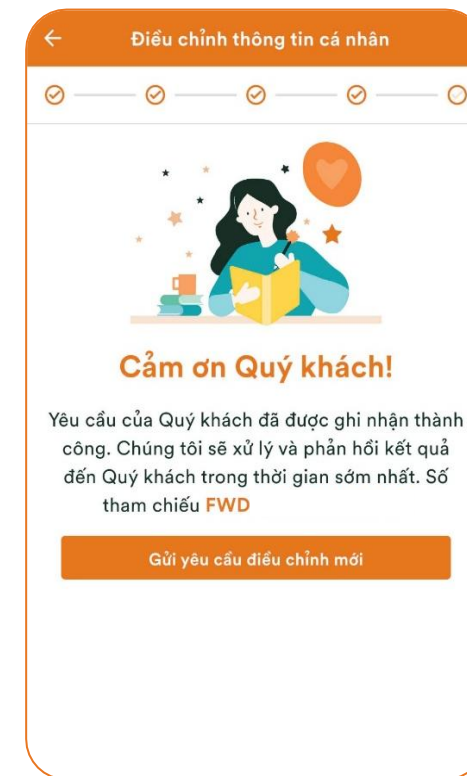 Điều chỉnh thông tin cá nhân
Cảm ơn Quý khách!
Yêu cầu của Quý khách đã được ghi nhận thành
công. Chúng tôi sẽ xử lý và phản hồi kết quả
đến Quý khách trong thời gian sớm nhất. Số
tham chiếu FWD
Gửi yêu cầu điều chỉnh mới